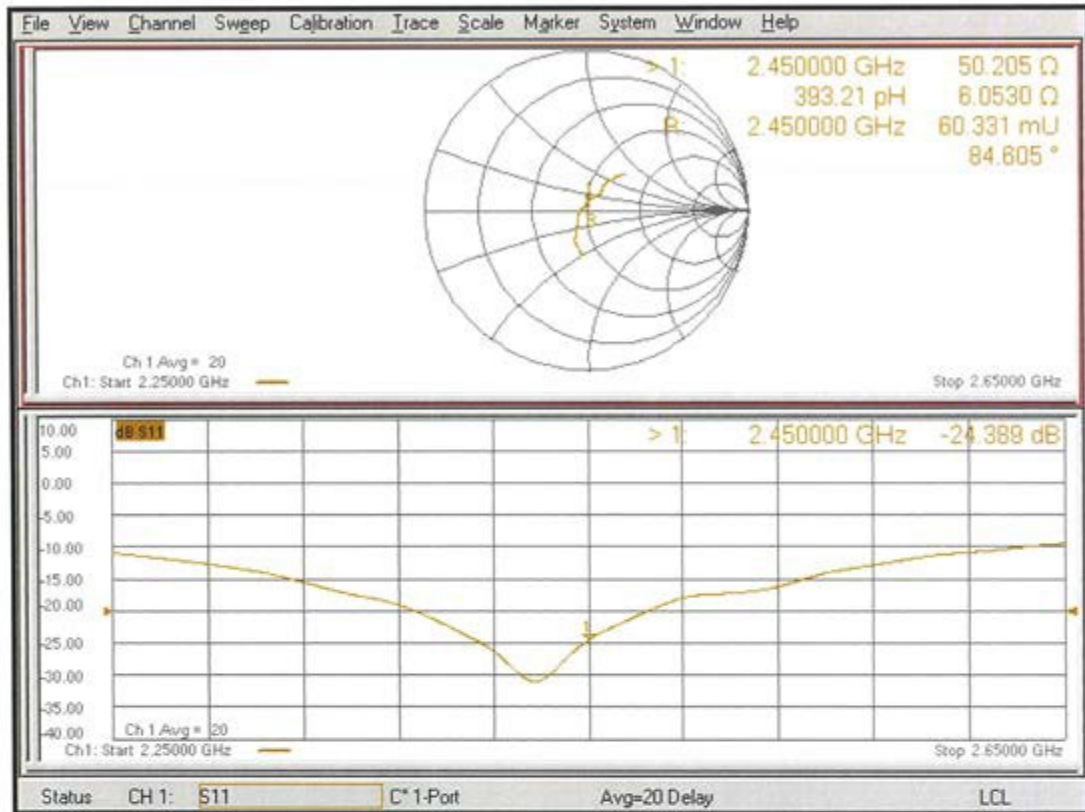 File View Channel Sweep Calibration Trace Scale Marker System Window Help
> 1: 2.450000 GHz 50.205 Ω
393.21 pH 6.0530 Ω
R: 2.450000 GHz 60.331 mU
84.605 °
R
Ch 1 Avg = 20
Ch1: Start 2.25000 GHz
Stop 2.65000 GHz
10.00 dB S11 > 1: 2.450000 GHz -24.389 dB
5.00
0.00
-5.00
-10.00
-15.00
-20.00
1
-25.00
-30.00
-35.00
-40.00
Ch 1 Avg = 20
Ch1: Start 2.25000 GHz
Stop 2.65000 GHz
Status CH 1: S11 C* 1-Port Avg=20 Delay LCL